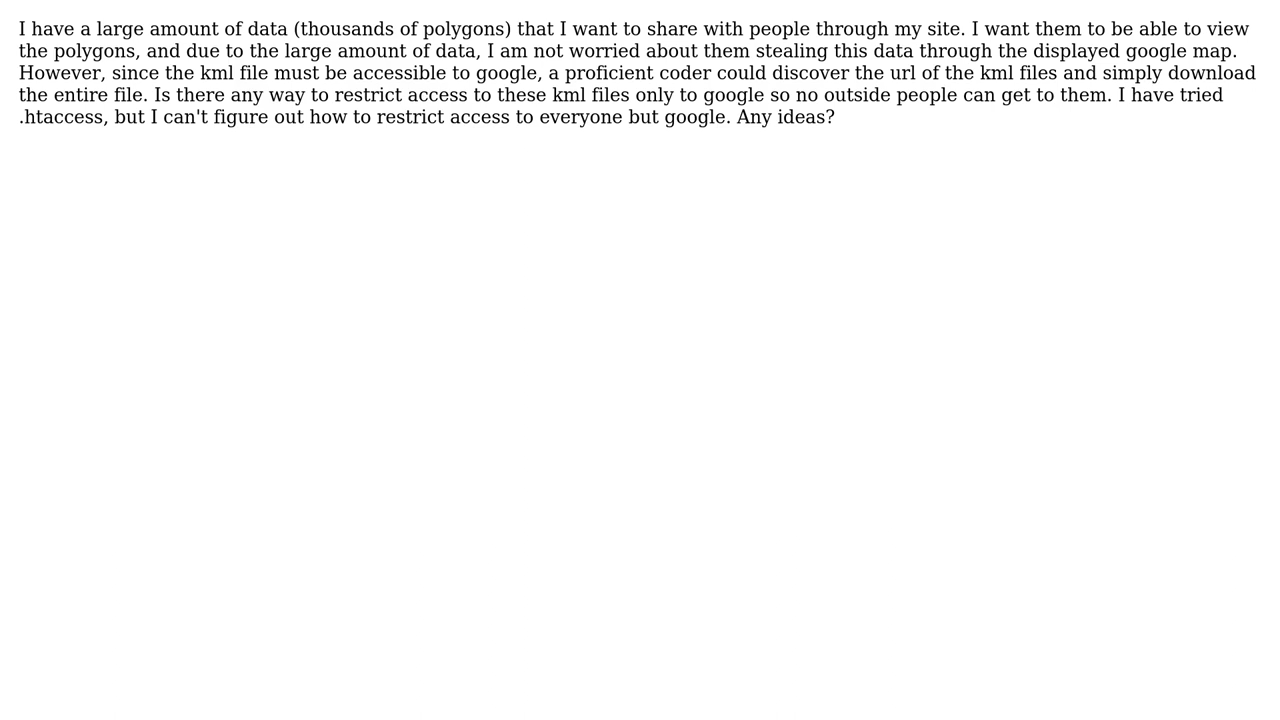 I have a large amount of data (thousands of polygons) that I want to share with people through my site. I want them to be able to view
the polygons, and due to the large amount of data, I am not worried about them stealing this data through the displayed google map.
However, since the kml file must be accessible to google, a proficient coder could discover the url of the kml files and simply download
the entire file. Is there any way to restrict access to these kml files only to google so no outside people can get to them. I have tried
.htaccess, but I can't figure out how to restrict access to everyone but google. Any ideas?